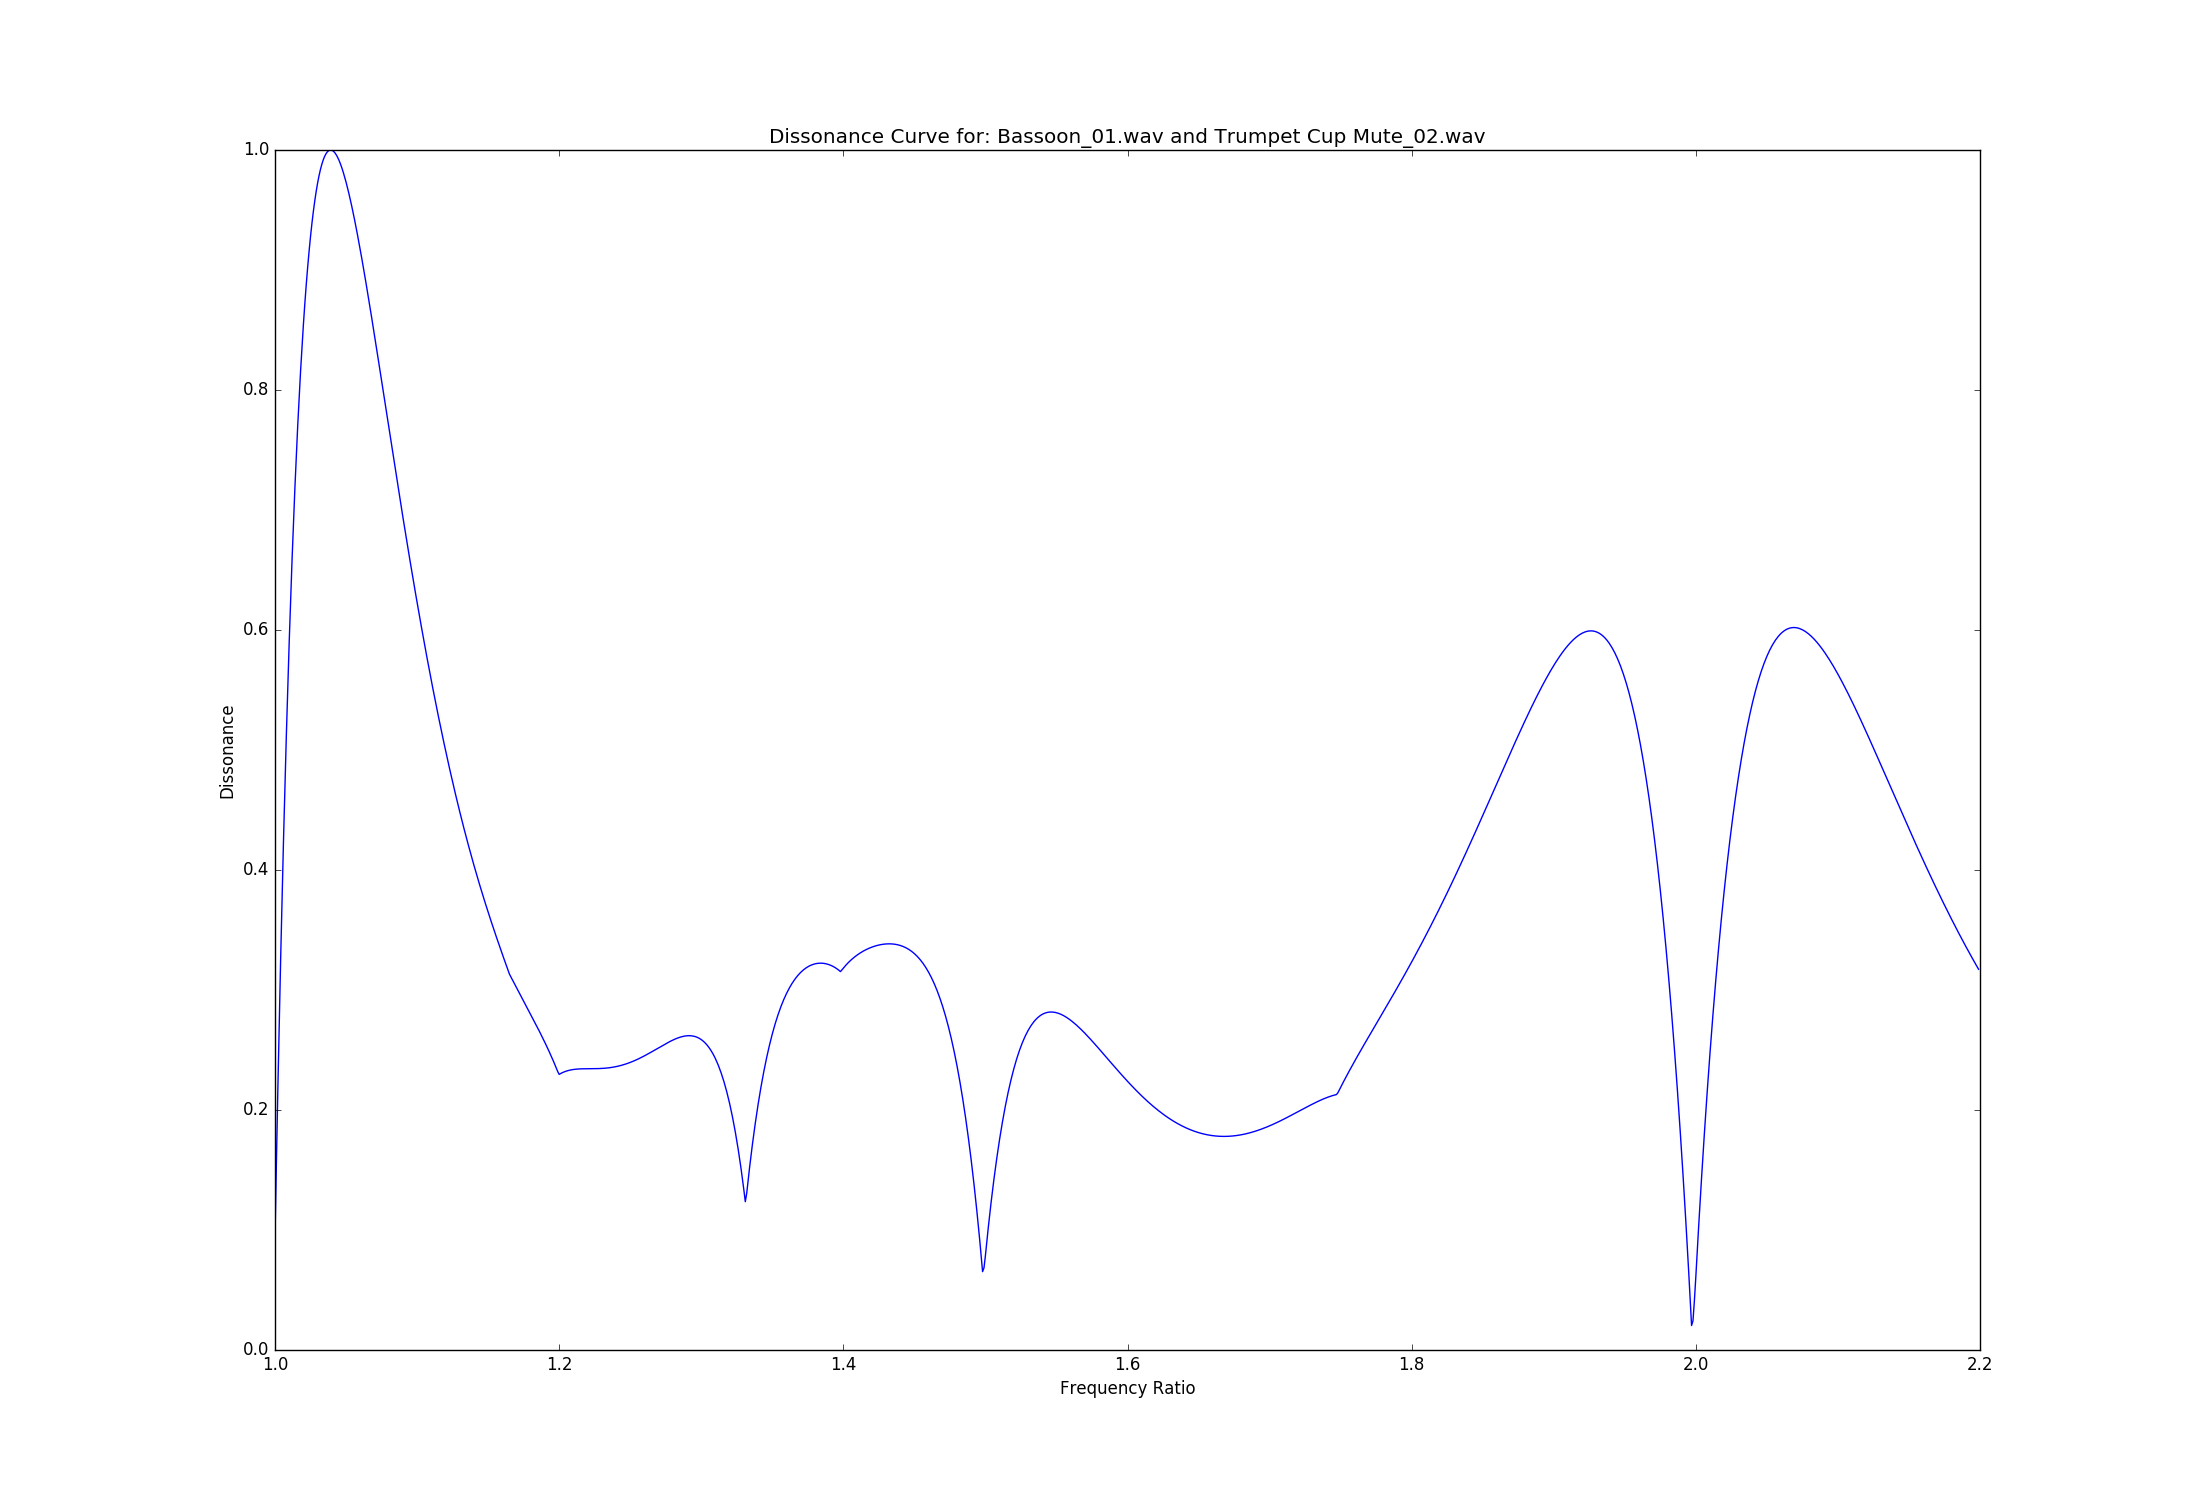 Dissonance Curve for: Bassoon_01.wav and Trumpet Cup Mute_02.wav
1.0
0.8
0.6
0.4
0.2
0.0
Dissonance
1.0 1.2 1.4 1.6 1.8 2.0 2.2
Frequency Ratio